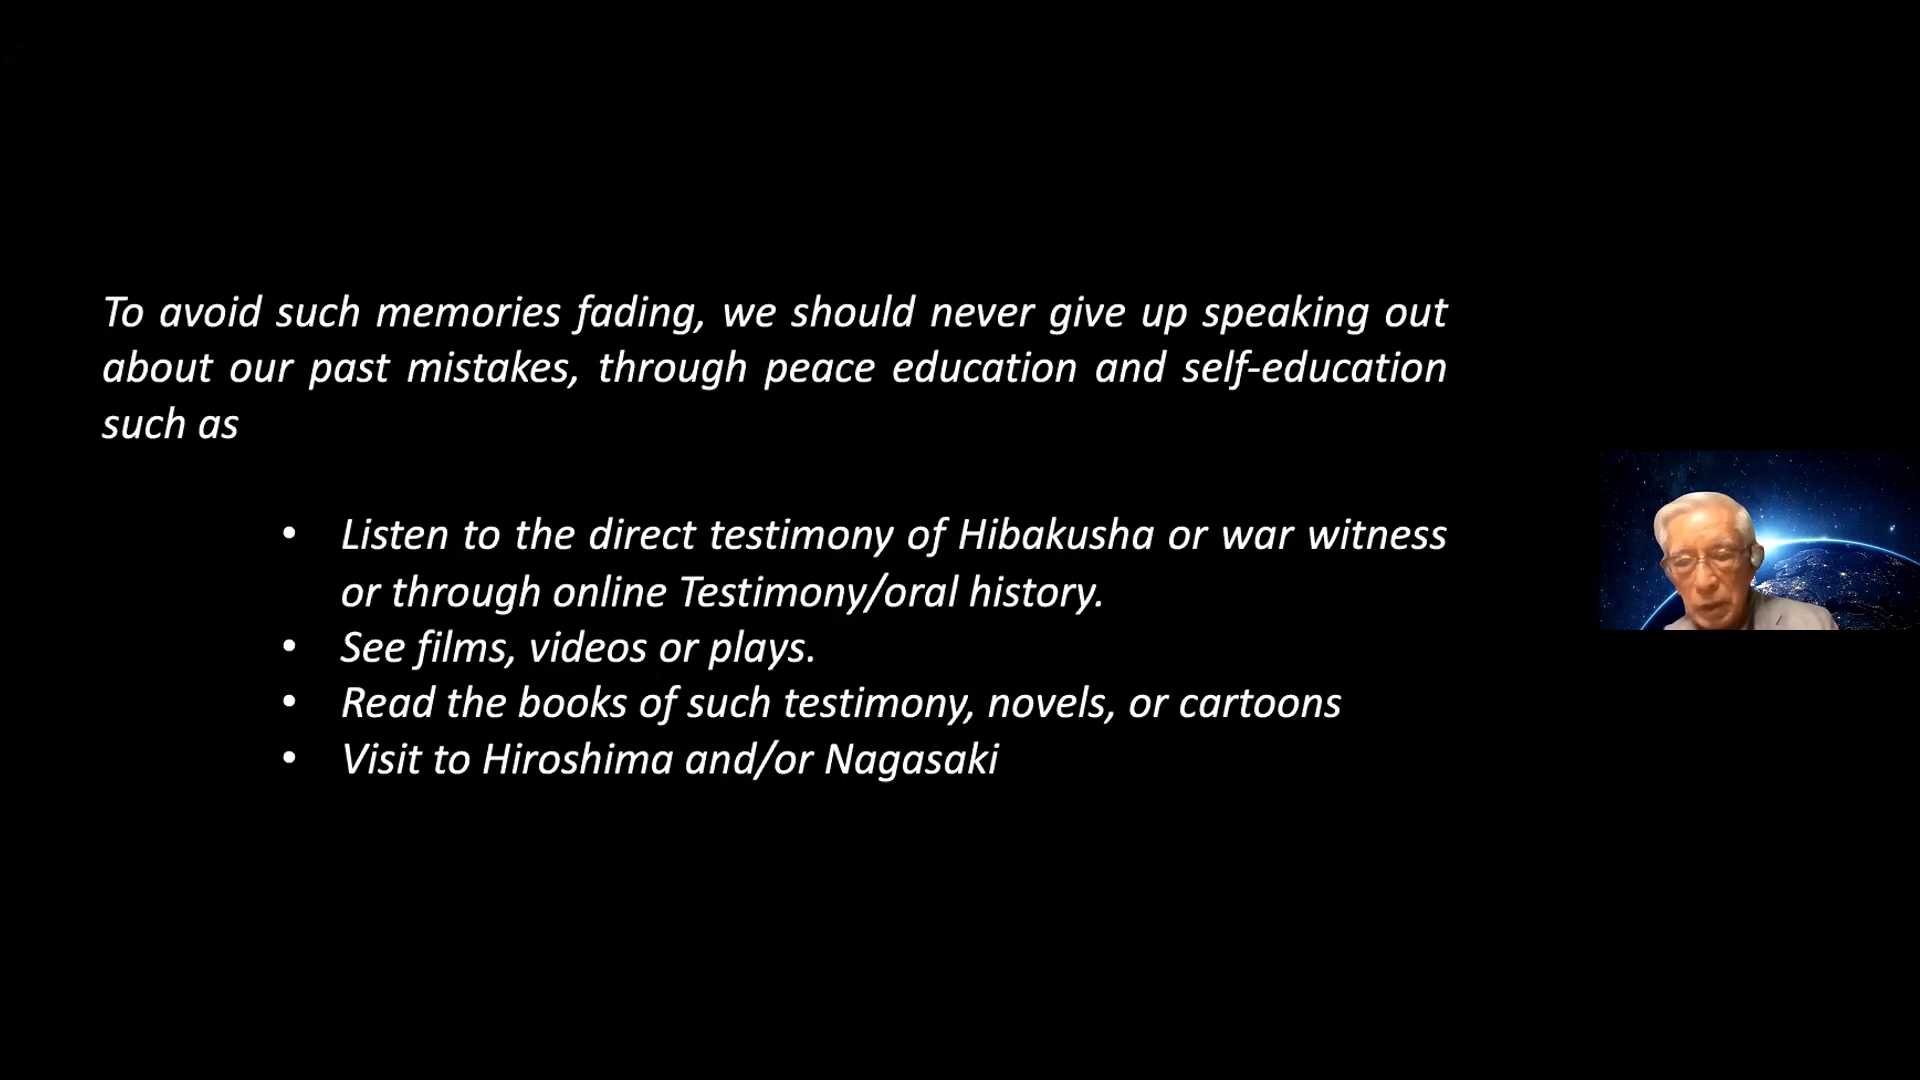 To avoid such memories fading, we should never give up speaking out
about our past mistakes, through peace education and self-education
such as
• Listen to the direct testimony of Hibakusha or war witness
or through online Testimony/oral history.
• See films, videos or plays.
• Read the books of such testimony, novels, or cartoons
• Visit to Hiroshima and/or Nagasaki